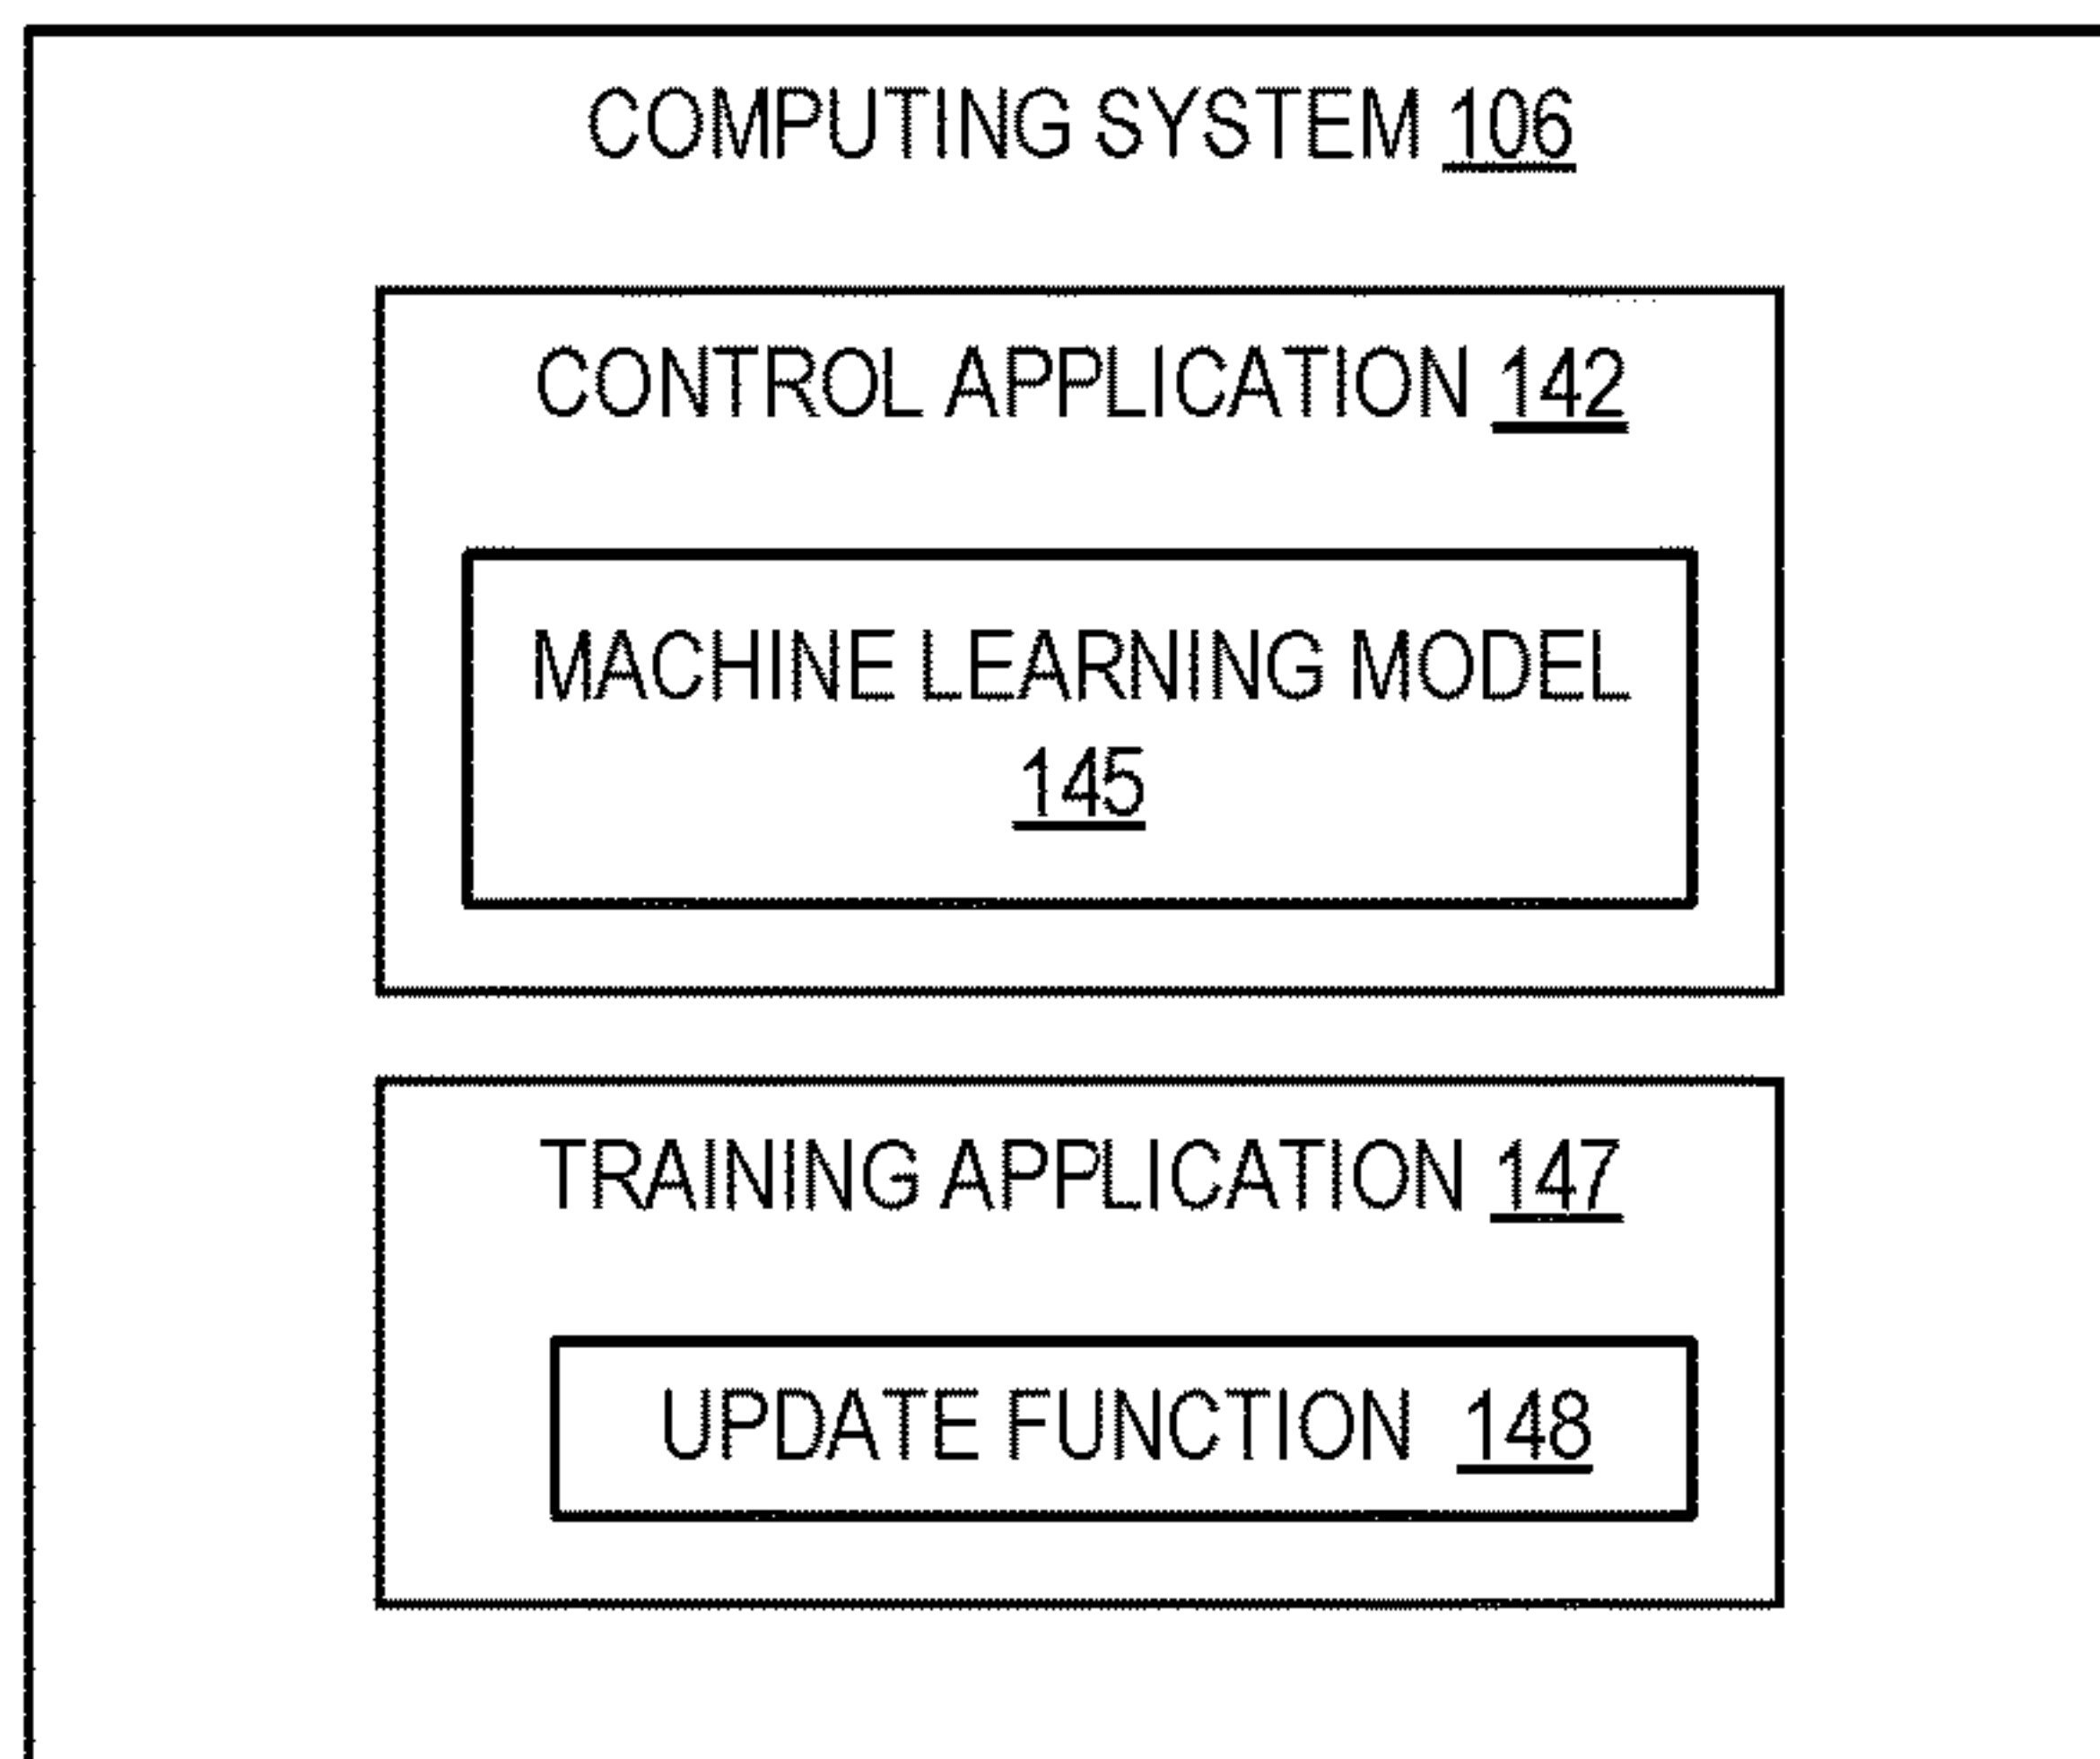 COMPUTING SYSTEM 106
CONTROL APPLICATION 142
MACHINE LEARNING MODEL
145
TRAINING APPLICATION 147
UPDATE FUNCTION 148